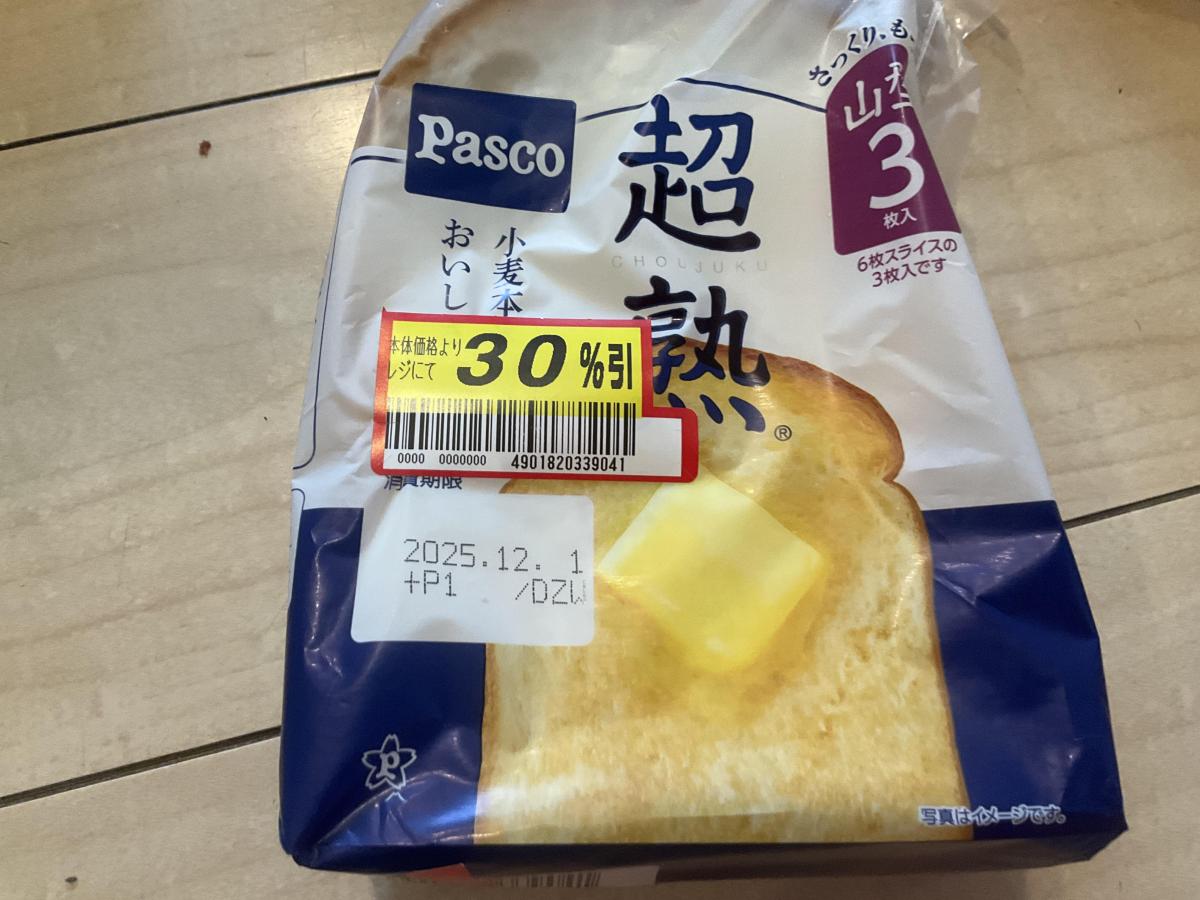 Pasco
超熟
CHOUJUKU
さっくり、も
山型
3
枚入
6枚スライスの
3枚入です
小麦本
おいし
本体価格より
レジにて
30%引
0000 0000000 4901820339041
消費期限
2025.12. 1
+P1 /DZW
®
P
写真はイメージです。